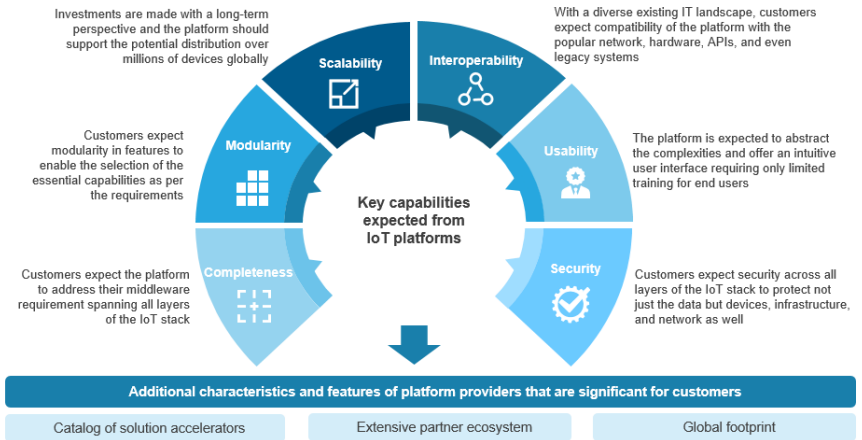 Investments are made with a long-term
perspective and the platform should
support the potential distribution over
millions of devices globally
Scalability
Interoperability
With a diverse existing IT landscape, customers
expect compatibility of the platform with the
popular network, hardware, APIs, and even
legacy systems
Customers expect
modularity in features to
enable the selection of the
essential capabilities as per
the requirements
Modularity
Usability
The platform is expected to abstract
the complexities and offer an intuitive
user interface requiring only limited
training for end users
Key capabilities
expected from
IoT platforms
Customers expect the platform
to address their middleware
requirement spanning all layers
of the IoT stack
Completeness
Security
Customers expect security across all
layers of the IoT stack to protect not
just the data but devices, infrastructure,
and network as well
Additional characteristics and features of platform providers that are significant for customers
Catalog of solution accelerators
Extensive partner ecosystem
Global footprint